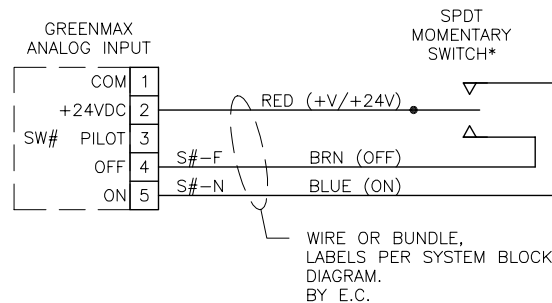 GREENMAX
ANALOG INPUT
SPDT
MOMENTARY
SWITCH*
COM 1
+24VDC 2 RED (+V/+24V)
SW# PILOT 3
OFF 4 S#-F BRN (OFF)
ON 5 S#-N BLUE (ON)
WIRE OR BUNDLE,
LABELS PER SYSTEM BLOCK
DIAGRAM.
BY E.C.